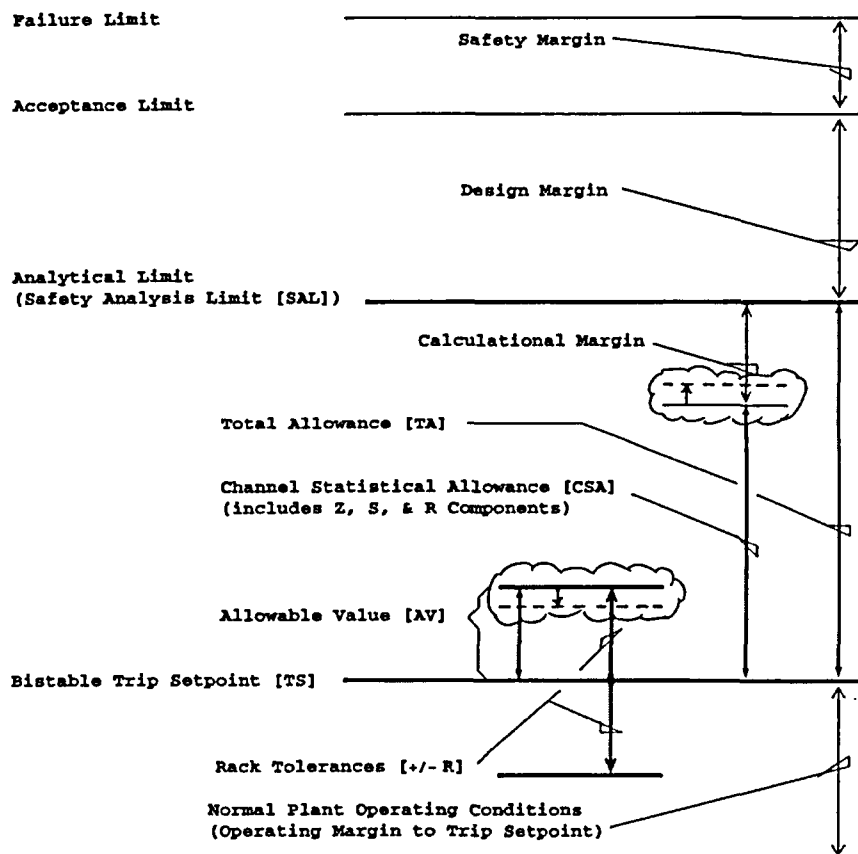 Failure Limit
Safety Margin
Acceptance Limit
Design Margin
Analytical Limit
(Safety Analysis Limit [SAL])
Calculational Margin
Total Allowance [TA]
Channel Statistical Allowance [CSA]
(includes Z, S, & R Components)
Allowable Value [AV]
Bistable Trip Setpoint [TS]
Rack Tolerances [+/- R]
Normal Plant Operating Conditions
(Operating Margin to Trip Setpoint)